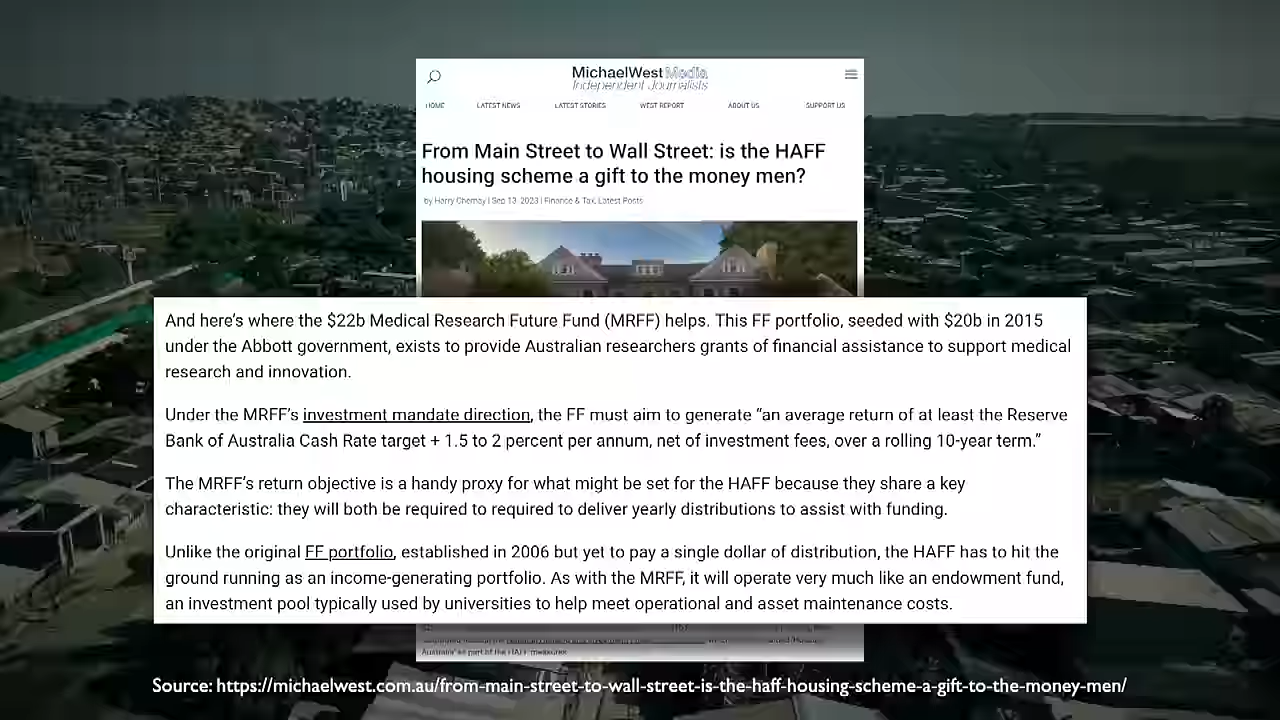 MichaelWest Media
Independent Journalists
HOME LATEST NEWS LATEST STORIES WEST REPORT ABOUT US SUPPORT US
From Main Street to Wall Street: is the HAFF
housing scheme a gift to the money men?
by Harry Chemay | Sep 13, 2023 | Finance & Tax, Latest Posts
And here's where the $22b Medical Research Future Fund (MRFF) helps. This FF portfolio, seeded with $20b in 2015
under the Abbott government, exists to provide Australian researchers grants of financial assistance to support medical
research and innovation.
Under the MRFF's investment mandate direction, the FF must aim to generate “an average return of at least the Reserve
Bank of Australia Cash Rate target + 1.5 to 2 percent per annum, net of investment fees, over a rolling 10-year term.”
The MRFF's return objective is a handy proxy for what might be set for the HAFF because they share a key
characteristic: they will both be required to required to deliver yearly distributions to assist with funding.
Unlike the original FF portfolio, established in 2006 but yet to pay a single dollar of distribution, the HAFF has to hit the
ground running as an income-generating portfolio. As with the MRFF, it will operate very much like an endowment fund,
an investment pool typically used by universities to help meet operational and asset maintenance costs.
Australia' as part of the HAFF measures
Source: https://michaelwest.com.au/from-main-street-to-wall-street-is-the-haff-housing-scheme-a-gift-to-the-money-men/